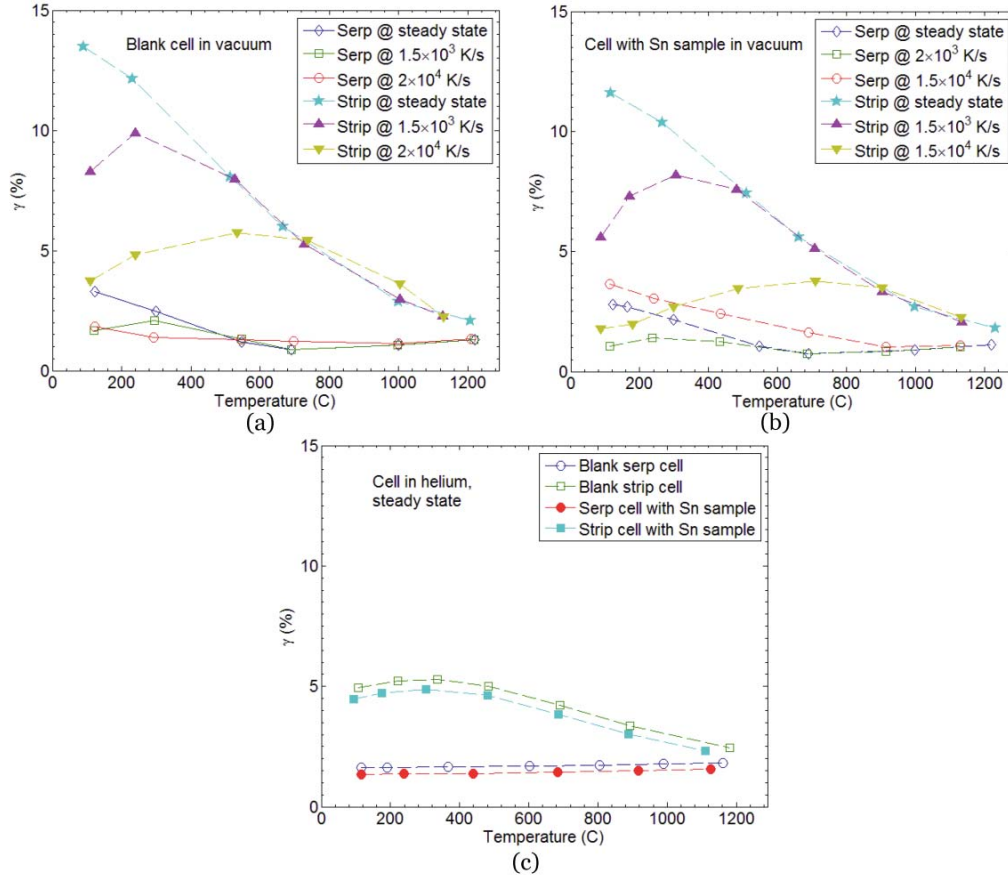 15
10
5
0
γ (%)
Blank cell in vacuum
Serp @ steady state
Serp @ 1.5×10³ K/s
Serp @ 2×10⁴ K/s
Strip @ steady state
Strip @ 1.5×10³ K/s
Strip @ 2×10⁴ K/s
0 200 400 600 800 1000 1200
Temperature (C)
(a)
15
10
5
0
γ (%)
Cell with Sn sample in vacuum
Serp @ steady state
Serp @ 2×10³ K/s
Serp @ 1.5×10⁴ K/s
Strip @ steady state
Strip @ 1.5×10³ K/s
Strip @ 1.5×10⁴ K/s
0 200 400 600 800 1000 1200
Temperature (C)
(b)
15
10
5
0
γ (%)
Cell in helium,
steady state
Blank serp cell
Blank strip cell
Serp cell with Sn sample
Strip cell with Sn sample
0 200 400 600 800 1000 1200
Temperature (C)
(c)